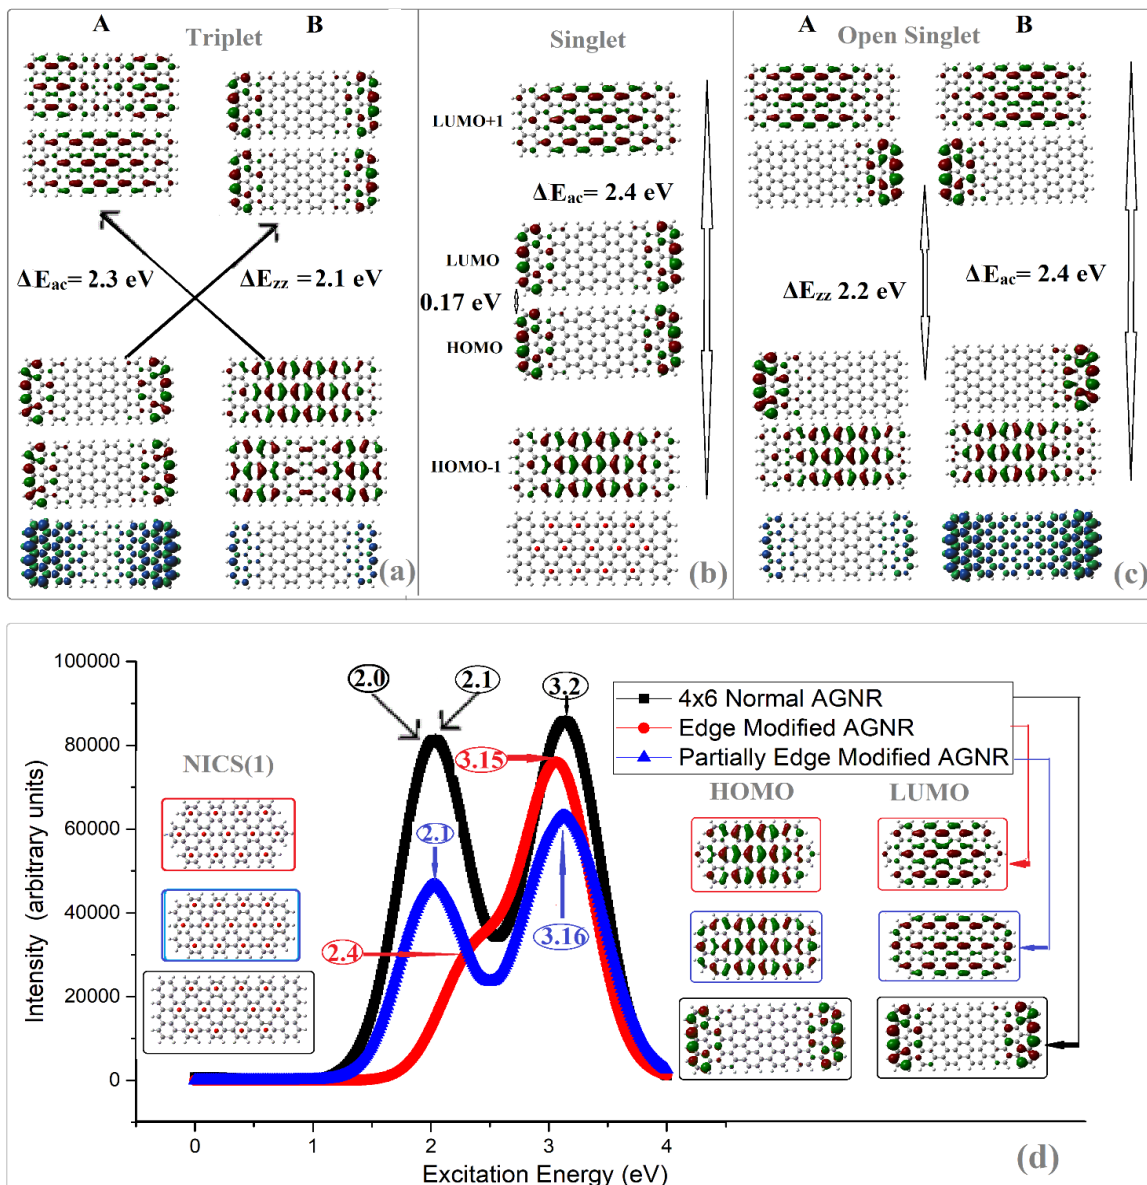 A
B
Triplet
ΔEac= 2.3 eV
ΔEzz = 2.1 eV
(a)
Singlet
LUMO+1
ΔEac= 2.4 eV
LUMO
0.17 eV
HOMO
HOMO-1
(b)
A
B
Open Singlet
ΔEzz 2.2 eV
ΔEac= 2.4 eV
(c)
100000
80000
60000
40000
20000
0
Intensity (arbitrary units)
0
1
2
3
4
Excitation Energy (eV)
2.0
2.1
3.2
3.15
2.1
2.4
3.16
4x6 Normal AGNR
Edge Modified AGNR
Partially Edge Modified AGNR
NICS(1)
HOMO
LUMO
(d)